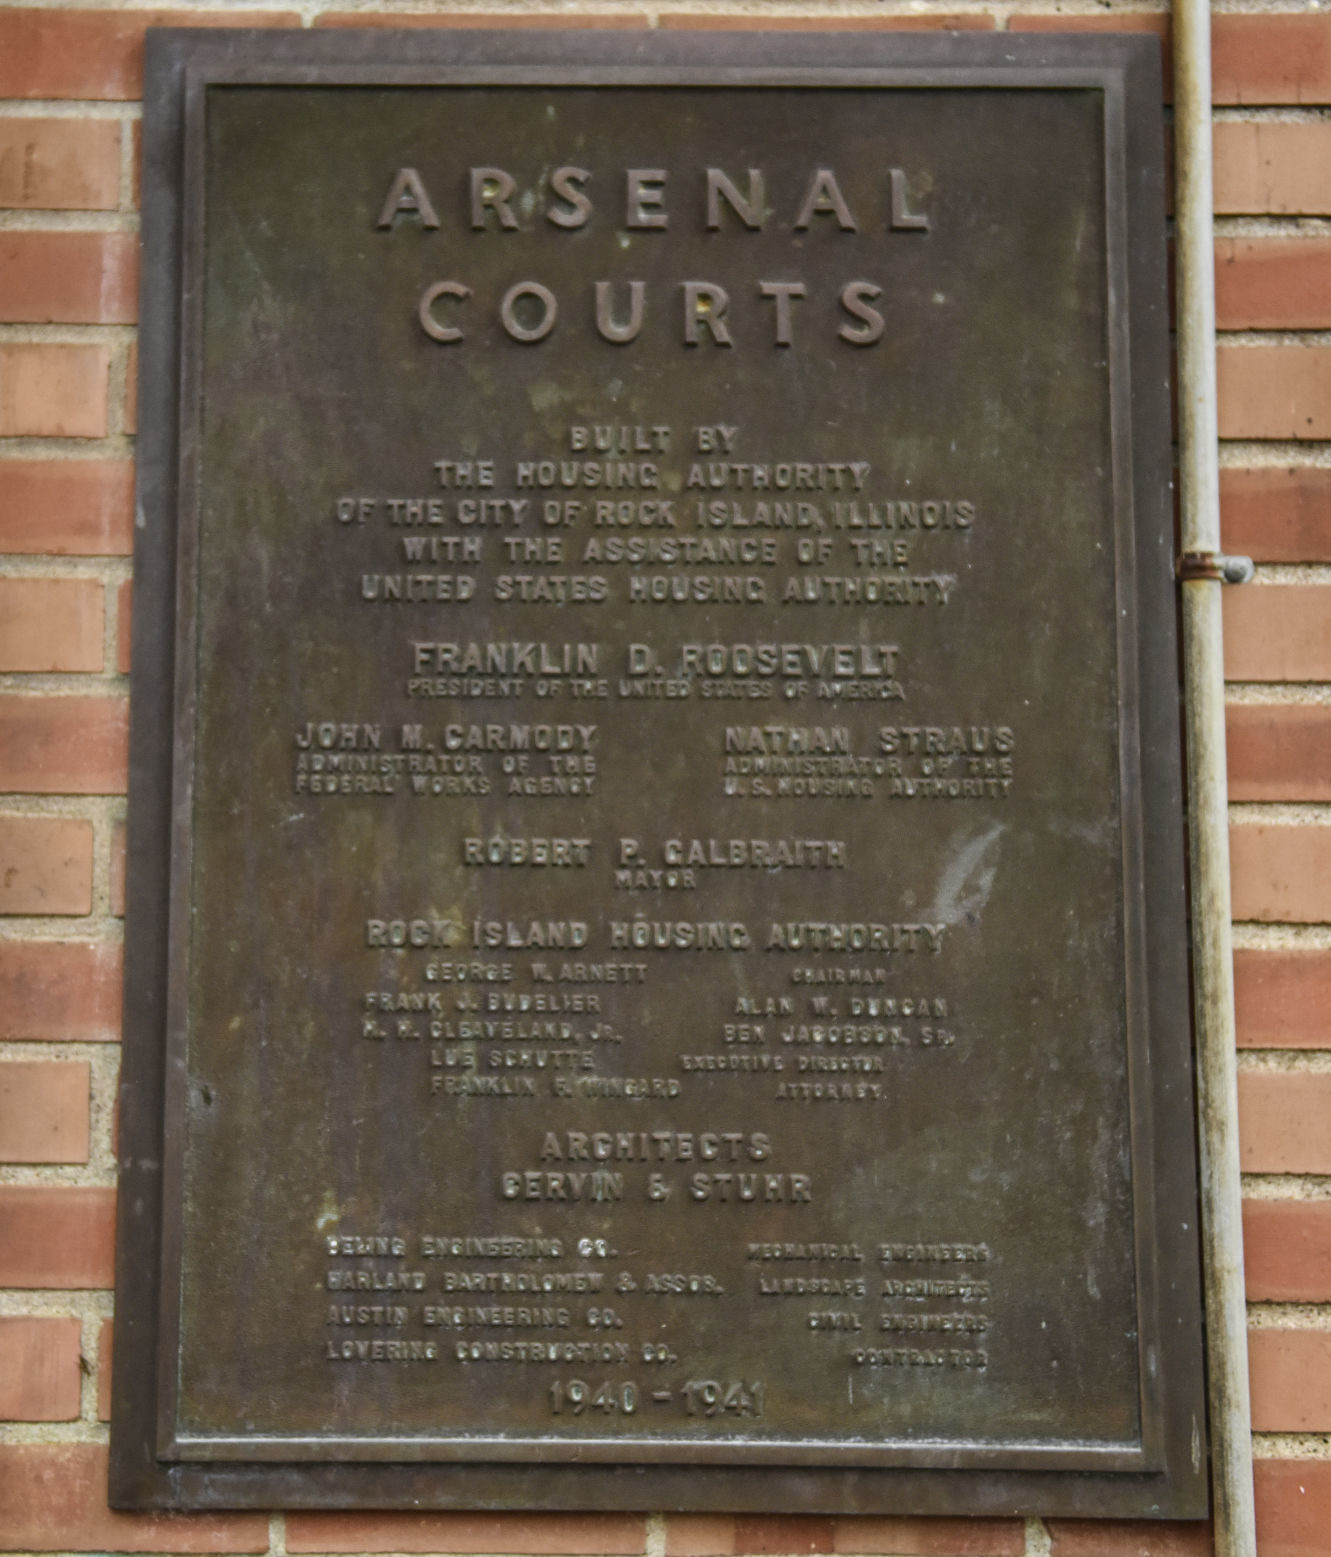 ARSENAL
COURTS
BUILT BY
THE HOUSING AUTHORITY
OF THE CITY OF ROCK ISLAND, ILLINOIS
WITH THE ASSISTANCE OF THE
UNITED STATES HOUSING AUTHORITY
FRANKLIN D. ROOSEVELT
PRESIDENT OF THE UNITED STATES OF AMERICA
JOHN M. CARMODY NATHAN STRAUS
ADMINISTRATOR OF THE ADMINISTRATOR OF THE
FEDERAL WORKS AGENCY U.S. HOUSING AUTHORITY
ROBERT P. GALBRAITH
MAYOR
ROCK ISLAND HOUSING AUTHORITY
GEORGE W. ARNETT CHAIRMAN
FRANK J. BUDELIER ALAN W. DUNCAN
H. H. CLEAVELAND, JR. BEN JACOBSON, SR.
LUE SCHUTTE EXECUTIVE DIRECTOR
FRANKLIN F. WINGARD ATTORNEY
ARCHITECTS
CERVIN & STUHR
BEILING ENGINEERING CO. MECHANICAL ENGINEERS
HARLAND BARTHOLOMEW & ASSOS. LANDSCAPE ARCHITECTS
AUSTIN ENGINEERING CO. CIVIL ENGINEERS
LOVERING CONSTRUCTION CO. CONTRACTOR
1940 - 1941